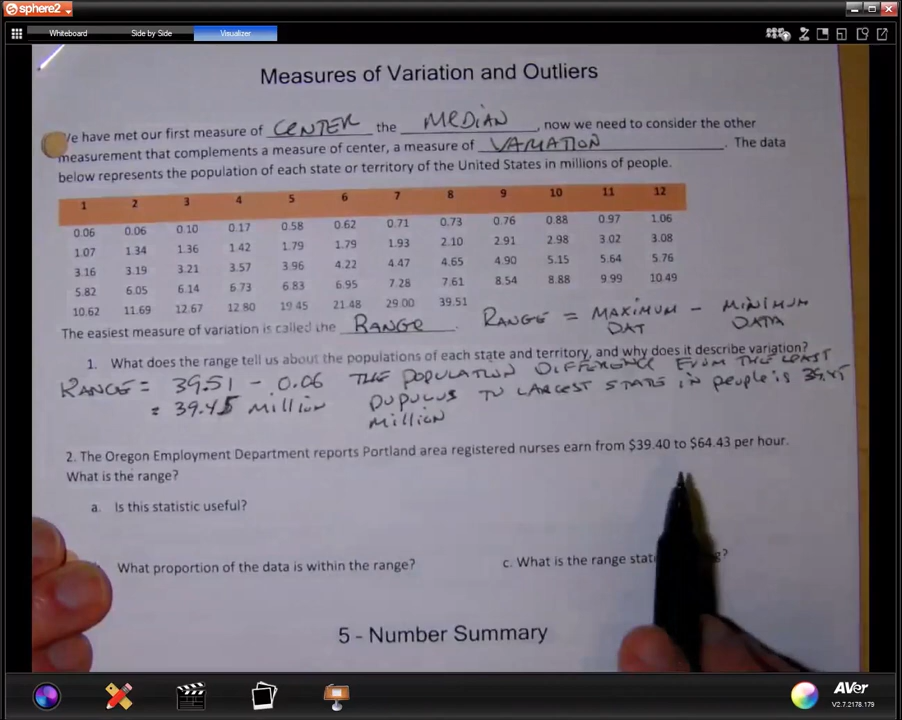 sphere2
Whiteboard Side by Side Visualizer
Measures of Variation and Outliers
We have met our first measure of CENTER the MEDIAN, now we need to consider the other
measurement that complements a measure of center, a measure of VARIATION. The data
below represents the population of each state or territory of the United States in millions of people.
1 2 3 4 5 6 7 8 9 10 11 12
0.06 0.06 0.10 0.17 0.58 0.62 0.71 0.73 0.76 0.88 0.97 1.06
1.07 1.34 1.36 1.42 1.79 1.79 1.93 2.10 2.91 2.98 3.02 3.08
3.16 3.19 3.21 3.57 3.96 4.22 4.47 4.65 4.90 5.15 5.64 5.76
5.82 6.05 6.14 6.73 6.83 6.95 7.28 7.61 8.54 8.88 9.99 10.49
10.62 11.69 12.67 12.80 19.45 21.48 29.00 39.51
The easiest measure of variation is called the RANGE. RANGE = MAXIMUM - MINIMUM
DAT DATA
1. What does the range tell us about the populations of each state and territory, and why does it describe variation?
RANGE = 39.51 - 0.06 THE POPULATION DIFFERENCE FROM THE LEAST
= 39.45 Million PUPULUS TO LARGEST STATE in people is 39.45
million
2. The Oregon Employment Department reports Portland area registered nurses earn from $39.40 to $64.43 per hour.
What is the range?
a. Is this statistic useful?
What proportion of the data is within the range? c. What is the range stat ?
5 - Number Summary
AVer
V2.7.2178.179